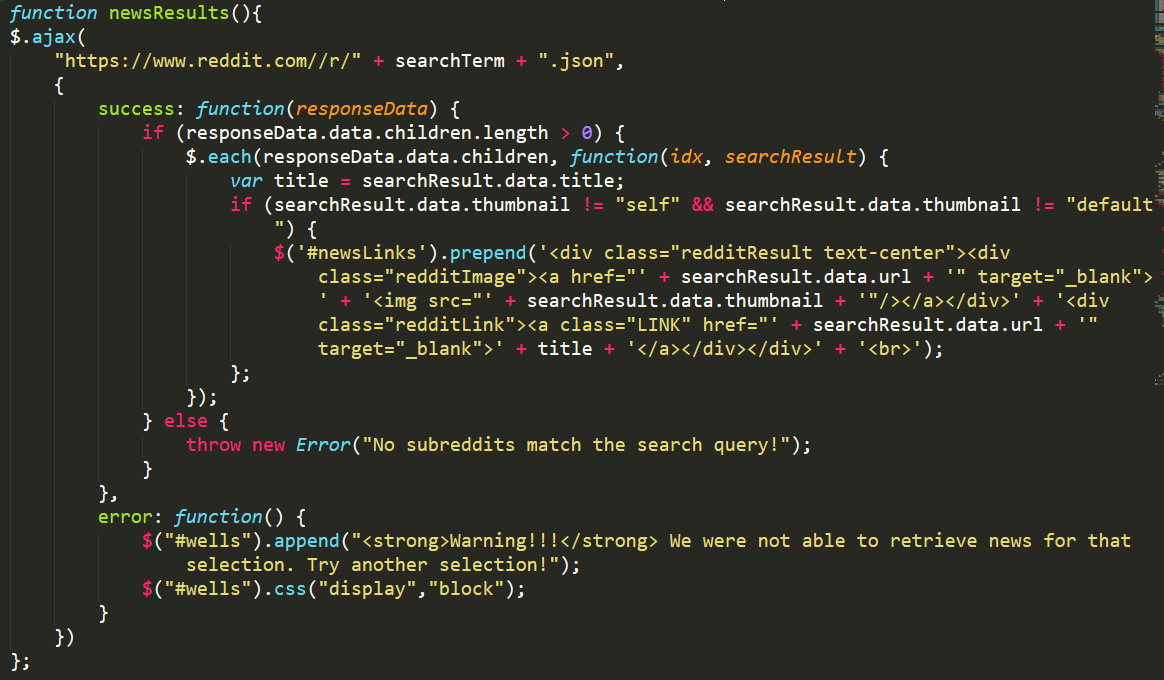 function newsResults(){
$.ajax(
    "https://www.reddit.com//r/" + searchTerm + ".json",
    {
        success: function(responseData) {
            if (responseData.data.children.length > 0) {
                $.each(responseData.data.children, function(idx, searchResult) {
                    var title = searchResult.data.title;
                    if (searchResult.data.thumbnail != "self" && searchResult.data.thumbnail != "default
                        ") {
                        $('#newsLinks').prepend('<div class="redditResult text-center"><div
                            class="redditImage"><a href="' + searchResult.data.url + '" target="_blank">
                            ' + '<img src="' + searchResult.data.thumbnail + '"/></a></div>' + '<div
                            class="redditLink"><a class="LINK" href="' + searchResult.data.url + '"
                            target="_blank">' + title + '</a></div></div>' + '<br>');
                    };
                });
            } else {
                throw new Error("No subreddits match the search query!");
            }
        },
        error: function() {
            $("#wells").append("<strong>Warning!!!</strong> We were not able to retrieve news for that
                selection. Try another selection!");
            $("#wells").css("display","block");
        }
    })
};